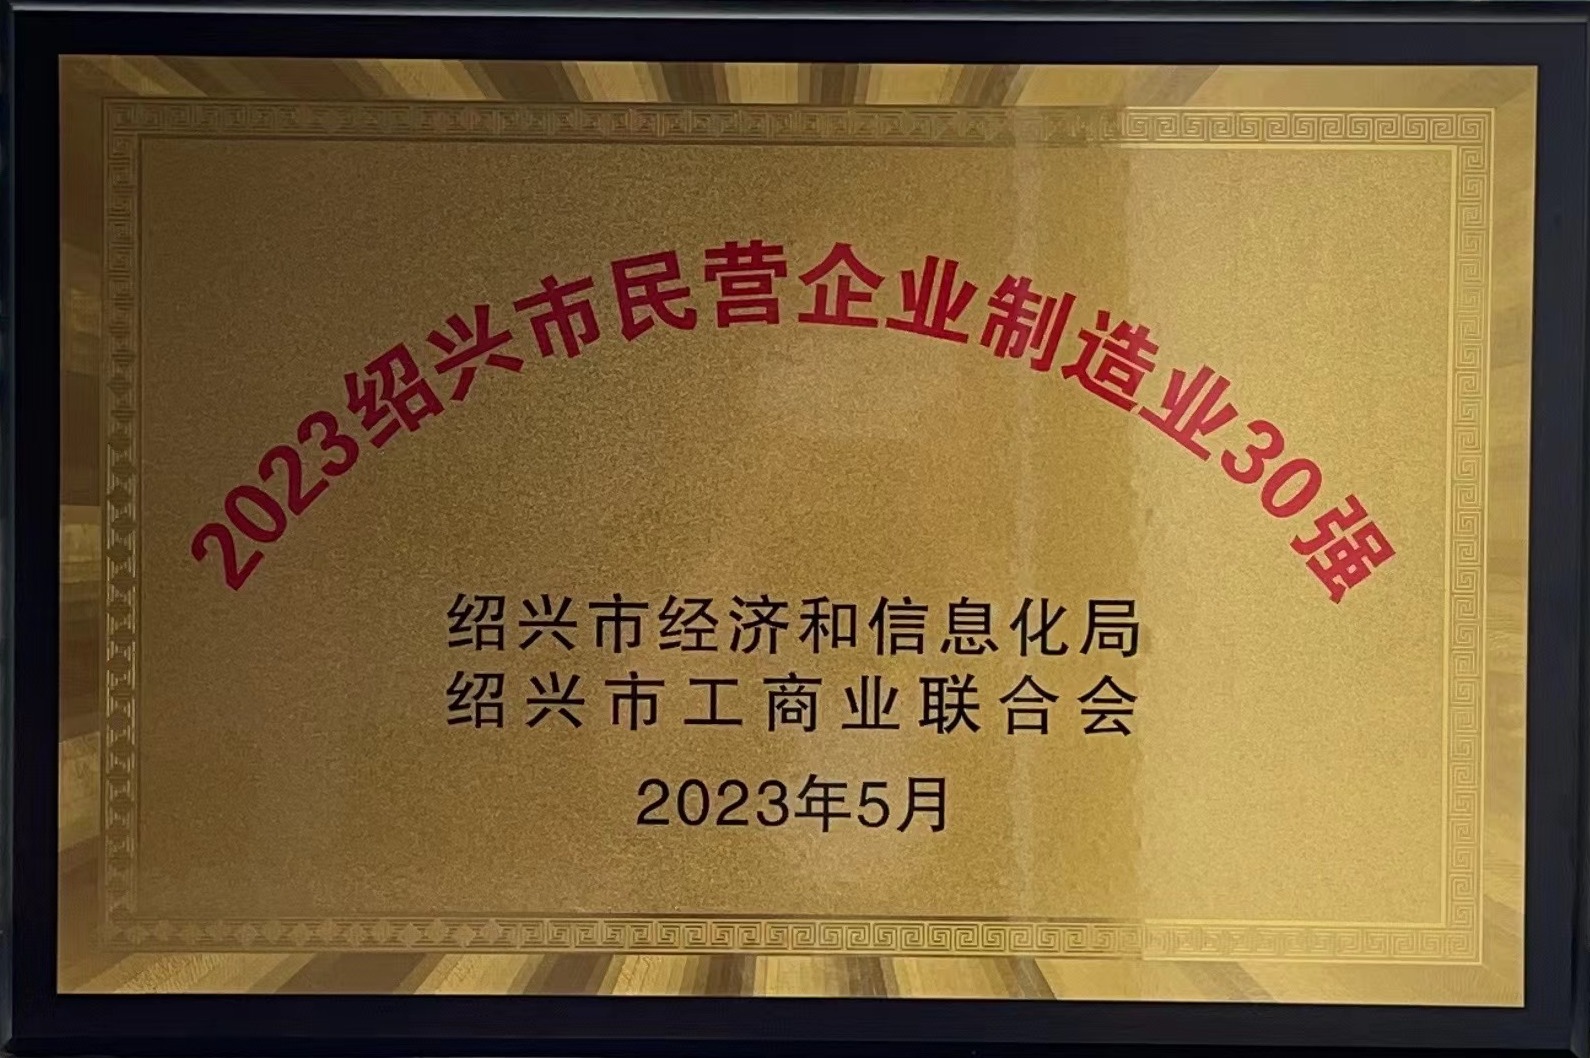 2023绍兴市民营企业制造业30强
绍兴市经济和信息化局
绍兴市工商业联合会
2023年5月